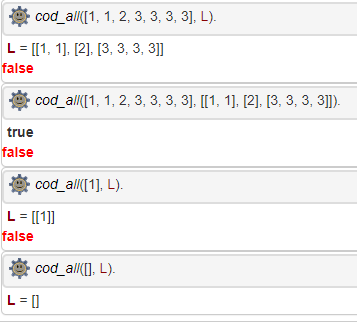 cod_all([1, 1, 2, 3, 3, 3, 3], L).
L = [[1, 1], [2], [3, 3, 3, 3]]
false
cod_all([1, 1, 2, 3, 3, 3, 3], [[1, 1], [2], [3, 3, 3, 3]]).
true
false
cod_all([1], L).
L = [[1]]
false
cod_all([], L).
L = []